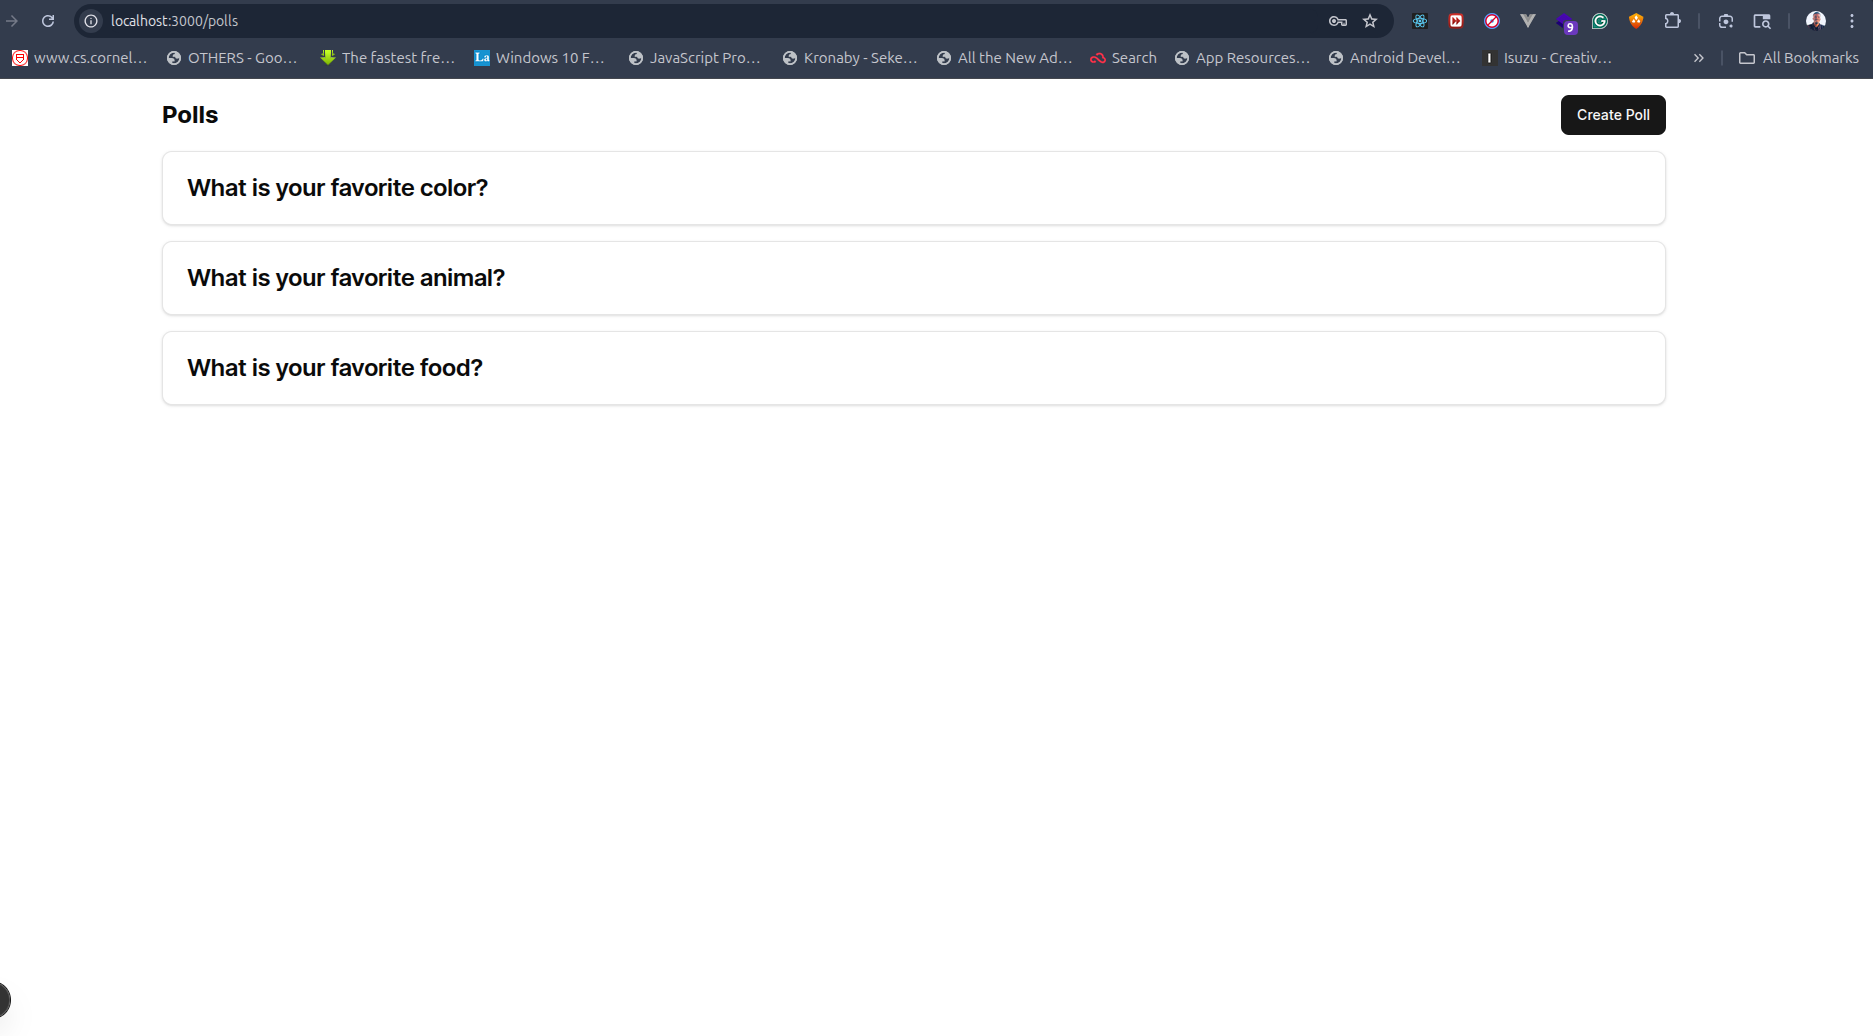 localhost:3000/polls
9
www.cs.cornel...
OTHERS - Goo...
The fastest fre...
La Windows 10 F...
JavaScript Pro...
Kronaby - Seke...
All the New Ad...
Search
App Resources...
Android Devel...
I Isuzu - Creativ...
All Bookmarks
Polls
Create Poll
What is your favorite color?
What is your favorite animal?
What is your favorite food?